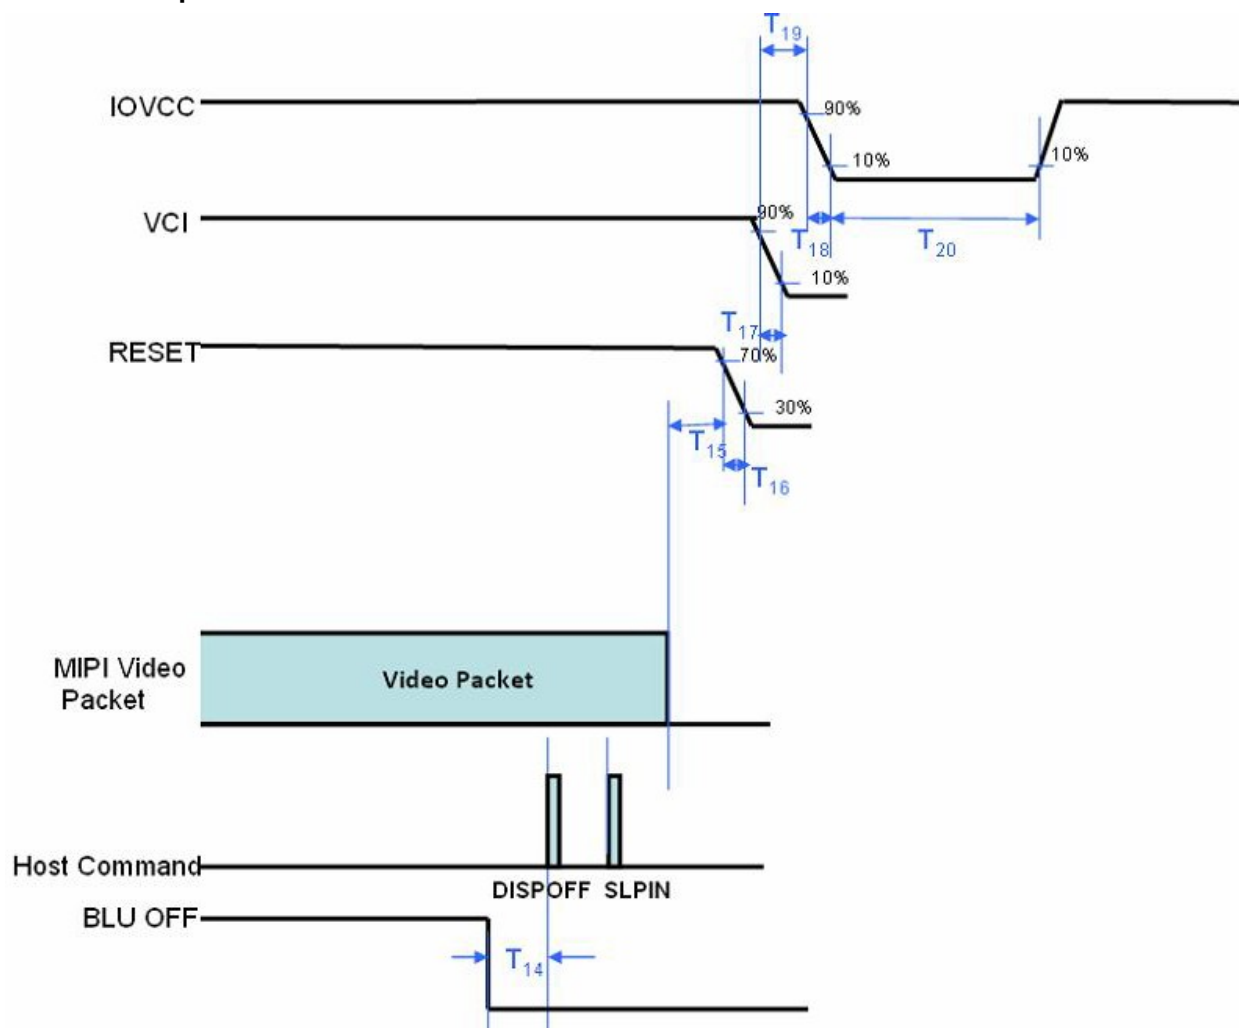 T19
IOVCC
90%
10%
10%
VCI
90%
T18
T20
10%
T17
RESET
70%
30%
T15
T16
MIPI Video
Packet
Video Packet
Host Command
DISPOFF SLPIN
BLU OFF
T14